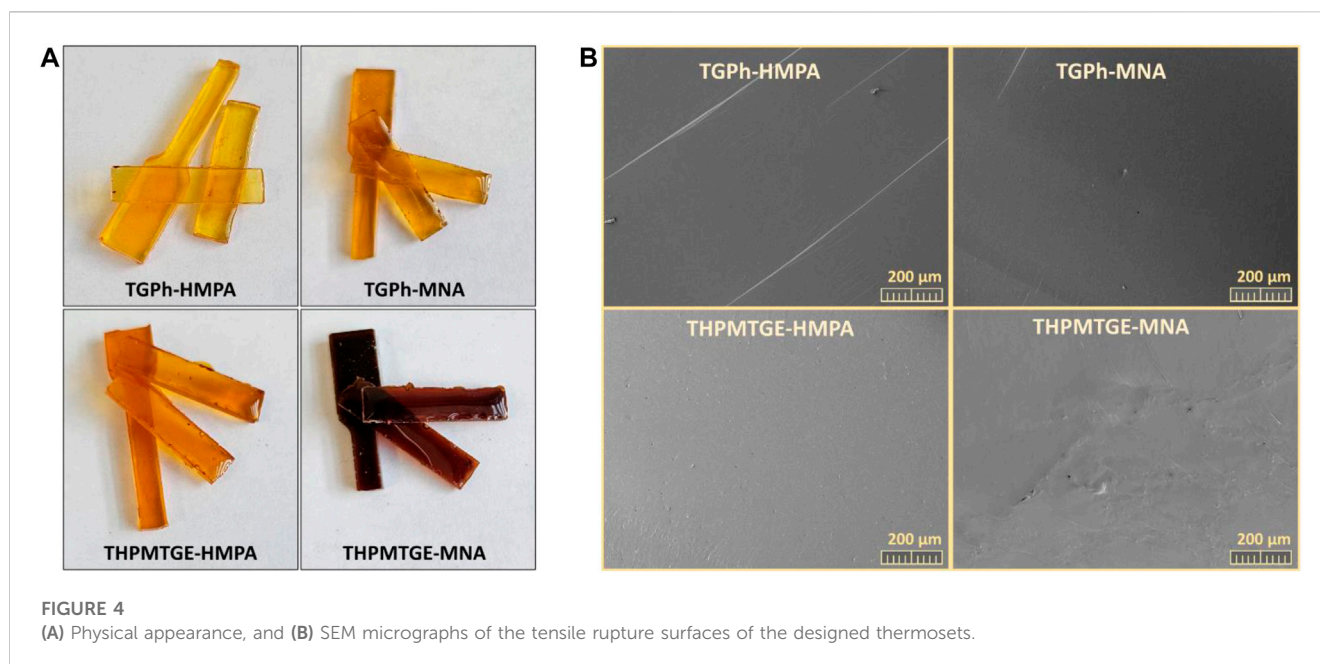 A
TGPh-HMPA
TGPh-MNA
THPMTGE-HMPA
THPMTGE-MNA
B
TGPh-HMPA
200 µm
TGPh-MNA
200 µm
THPMTGE-HMPA
200 µm
THPMTGE-MNA
200 µm
FIGURE 4
(A) Physical appearance, and (B) SEM micrographs of the tensile rupture surfaces of the designed thermosets.